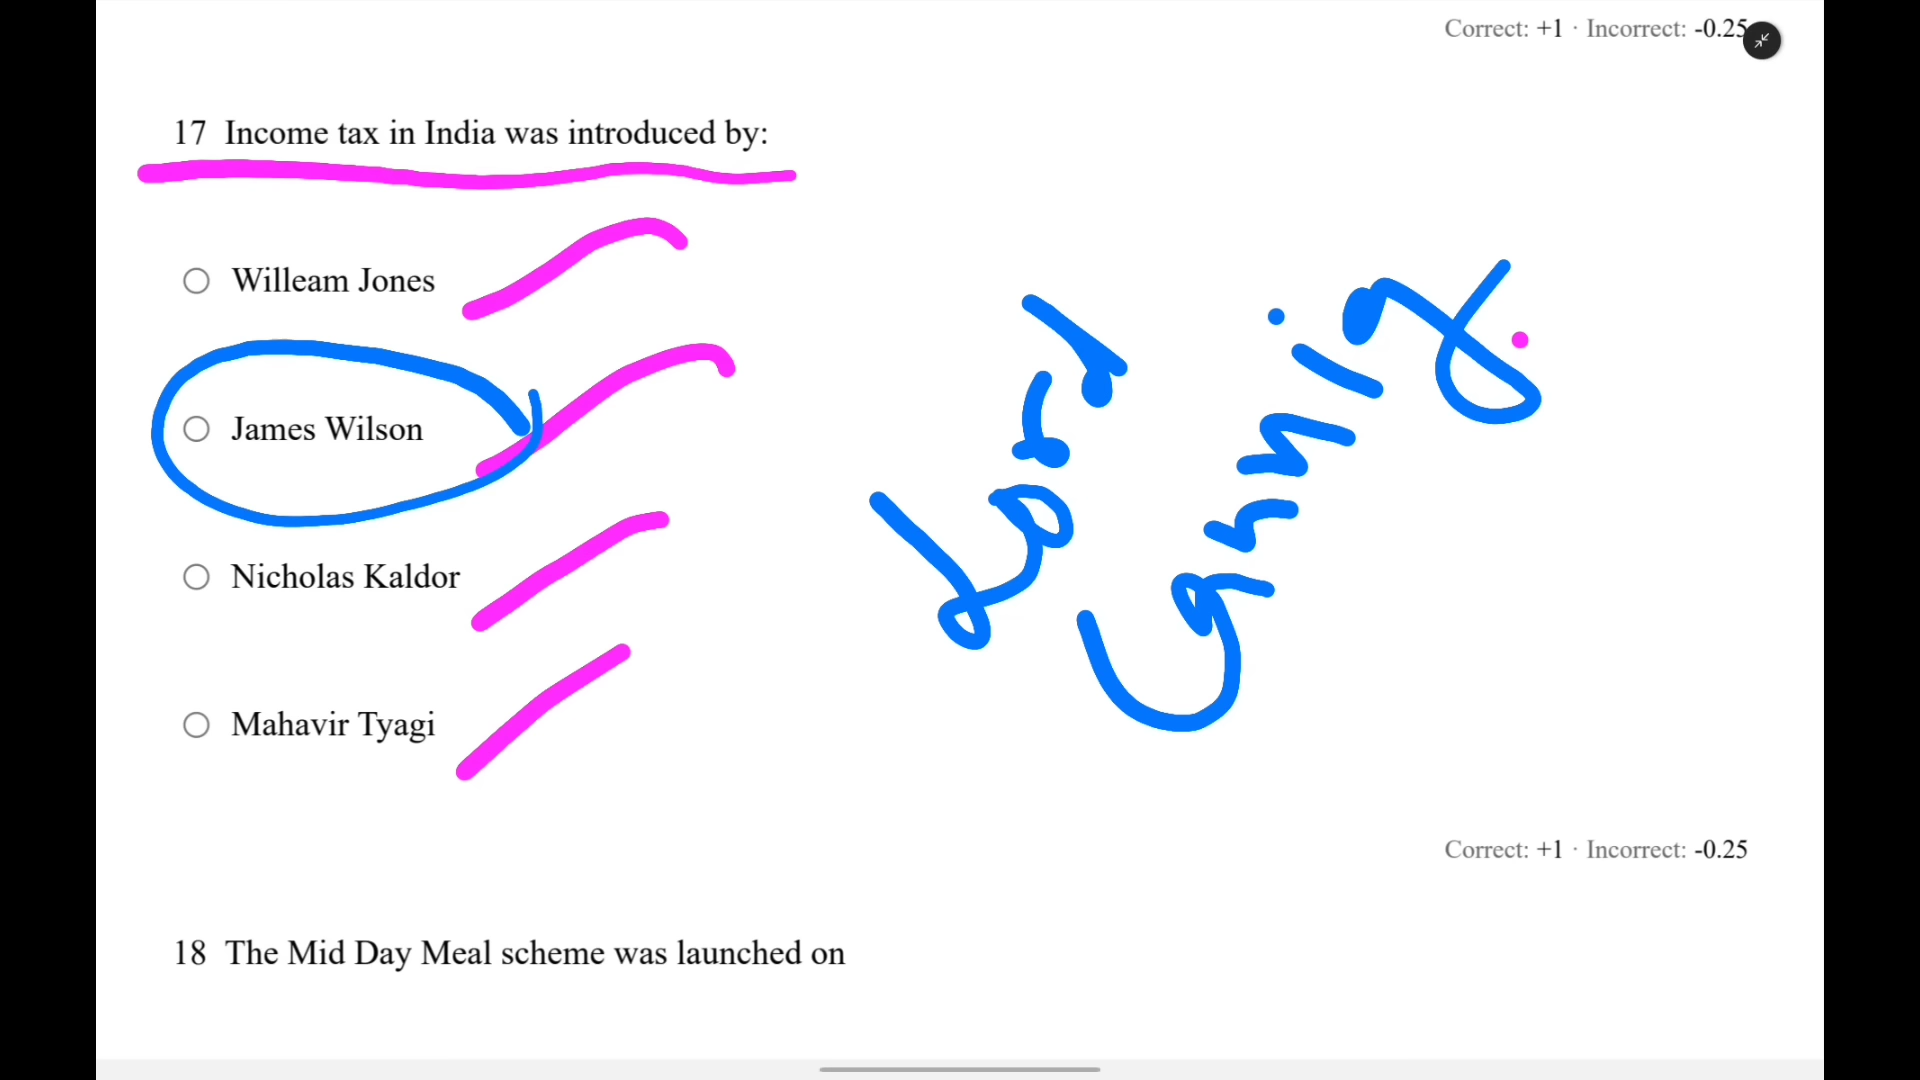 Correct: +1 · Incorrect: -0.25
17 Income tax in India was introduced by:
Willeam Jones
James Wilson
Nicholas Kaldor
Mahavir Tyagi
Lord
Canning
Correct: +1 · Incorrect: -0.25
18 The Mid Day Meal scheme was launched on